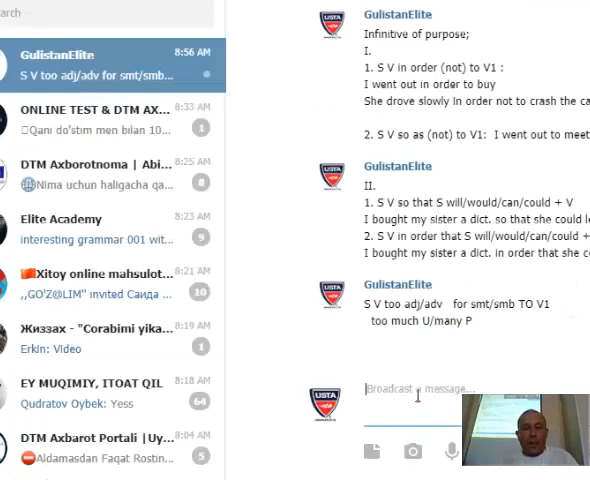 arch
GulistanElite
8:56 AM
S V too adj/adv for smt/smb...
ONLINE TEST & DTM AX...
8:33 AM
Qani do'stim men bilan 10...
1
DTM Axborotnoma | Abi...
8:25 AM
Nima uchun haligacha qa...
8
Elite Academy
8:23 AM
interesting grammar 001 wit...
9
Xitoy online mahsulot...
8:21 AM
,,GO'Z@LIM" invited Саида ...
10
Жиззах - "Corabimi yika...
8:19 AM
Erkin: Video
1
EY MUQIMIY, ITOAT QIL
8:18 AM
Qudratov Oybek: Yess
64
DTM Axbarot Portali |Uy...
8:04 AM
Aldamasdan Faqat Rostin...
5
USTA
GulistanElite
Infinitive of purpose;
I.
1. S V in order (not) to V1 :
I went out in order to buy
She drove slowly in order not to crash the ca
2. S V so as (not) to V1: I went out to meet
USTA
GulistanElite
II.
1. S V so that S will/would/can/could + V
I bought my sister a dict. so that she could l
2. S V in order that S will/would/can/could +
I bought my sister a dict. in order that she c
USTA
GulistanElite
S V too adj/adv for smt/smb TO V1
too much U/many P
USTA
Broadcast a message...